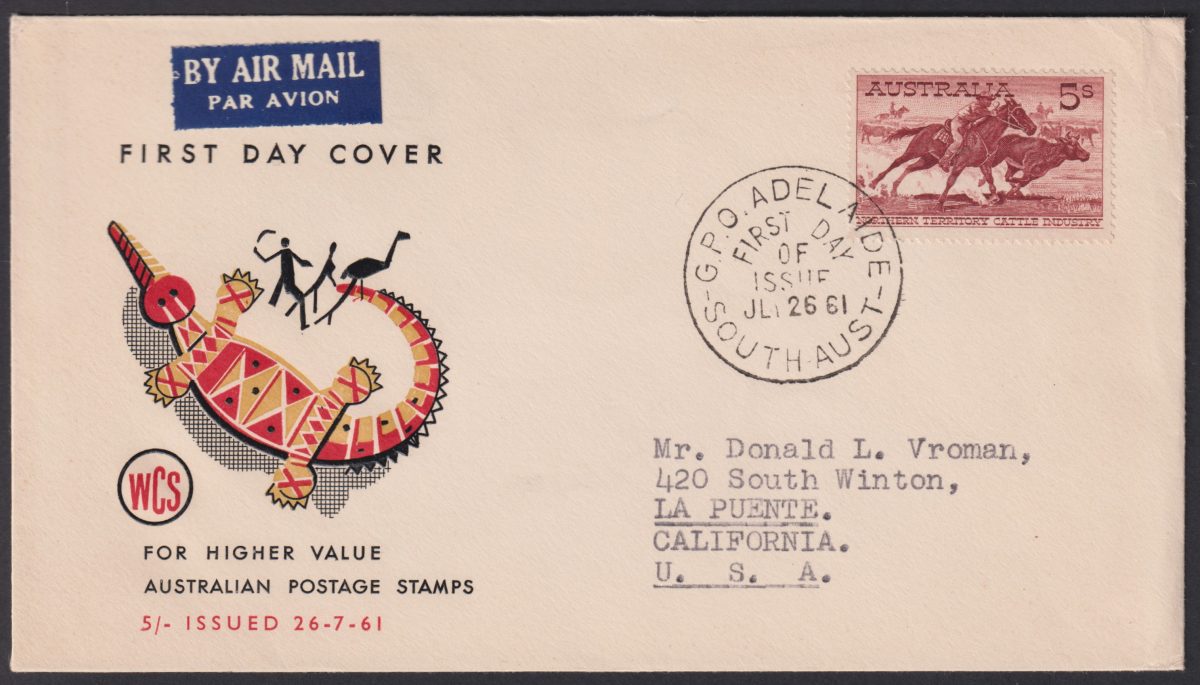 BY AIR MAIL
PAR AVION
FIRST DAY COVER
AUSTRALIA 5s
NORTHERN TERRITORY CATTLE INDUSTRY
G.P.O. ADELAIDE
FIRST DAY
OF
ISSUE
JLY 26 61
SOUTH-AUST
Mr. Donald L. Vroman,
420 South Winton,
LA PUENTE.
CALIFORNIA.
U. S. A.
WCS
FOR HIGHER VALUE
AUSTRALIAN POSTAGE STAMPS
5/- ISSUED 26-7-61